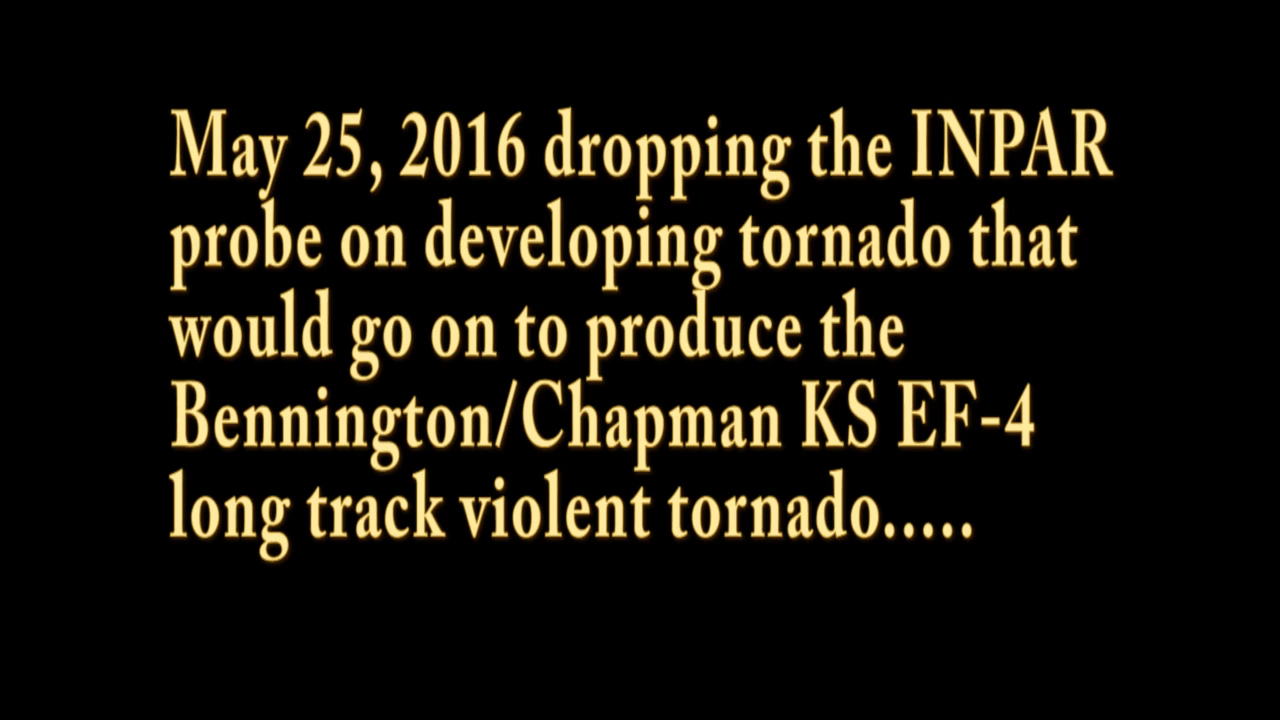 May 25, 2016 dropping the INPAR
probe on developing tornado that
would go on to produce the
Bennington/Chapman KS EF-4
long track violent tornado.....